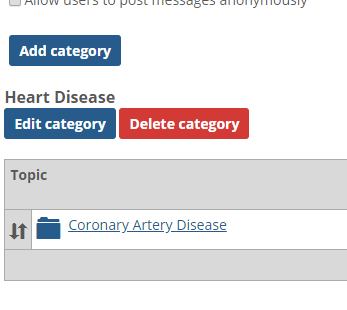 Allow users to post messages anonymously
Add category
Heart Disease
Edit category Delete category
Topic
Coronary Artery Disease